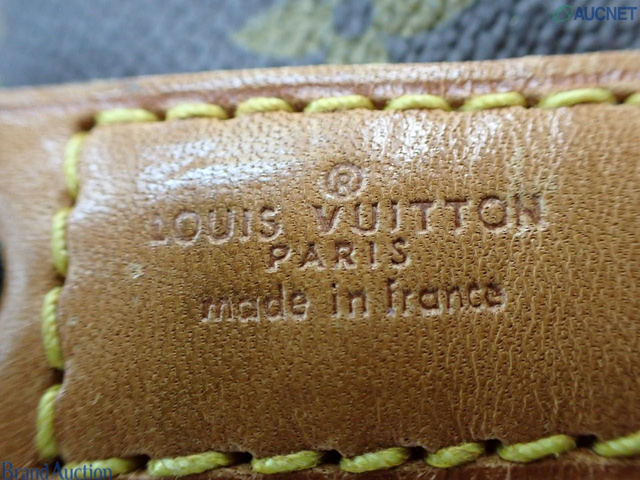 AUCNET
®
LOUIS VUITTON
PARIS
made in france
Brand Auction